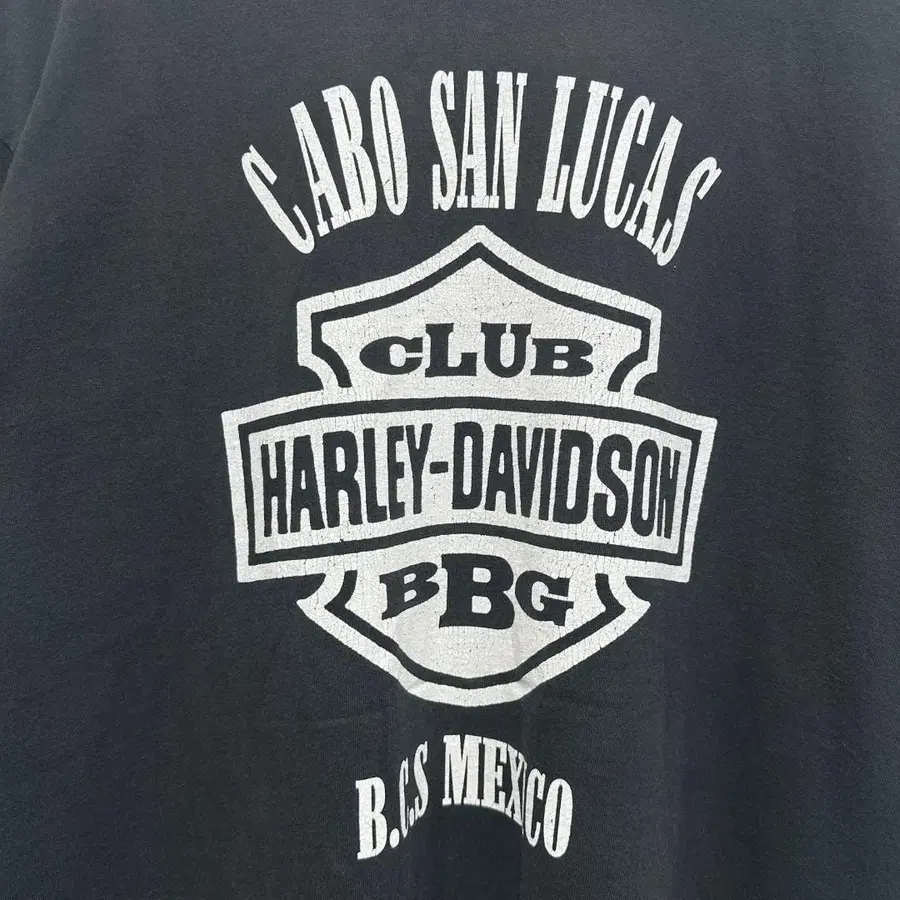 CABO SAN LUCAS
CLUB
HARLEY-DAVIDSON
BBG
B.C.S MEXICO